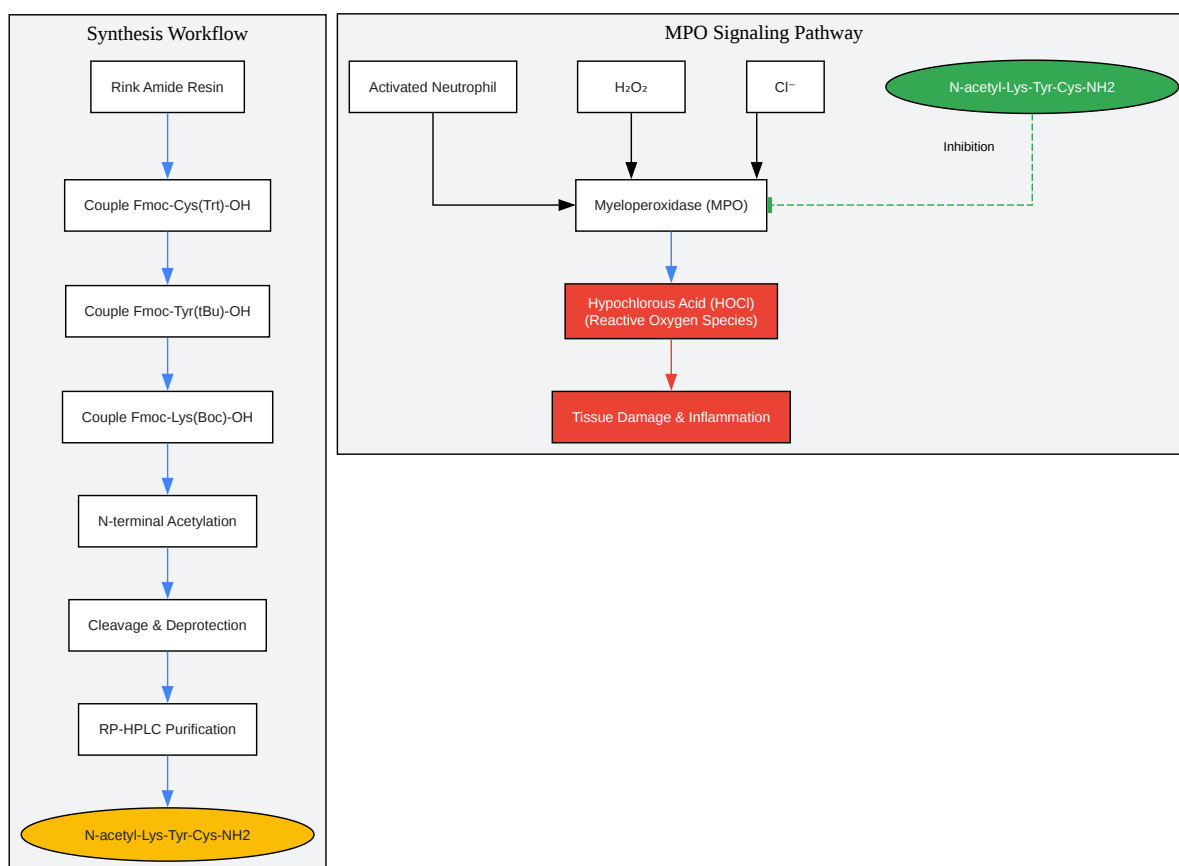 Synthesis Workflow
Rink Amide Resin
Couple Fmoc-Cys(Trt)-OH
Couple Fmoc-Tyr(tBu)-OH
Couple Fmoc-Lys(Boc)-OH
N-terminal Acetylation
Cleavage & Deprotection
RP-HPLC Purification
N-acetyl-Lys-Tyr-Cys-NH2
MPO Signaling Pathway
Activated Neutrophil
H₂O₂
Cl⁻
N-acetyl-Lys-Tyr-Cys-NH2
Inhibition
Myeloperoxidase (MPO)
Hypochlorous Acid (HOCl)
(Reactive Oxygen Species)
Tissue Damage & Inflammation